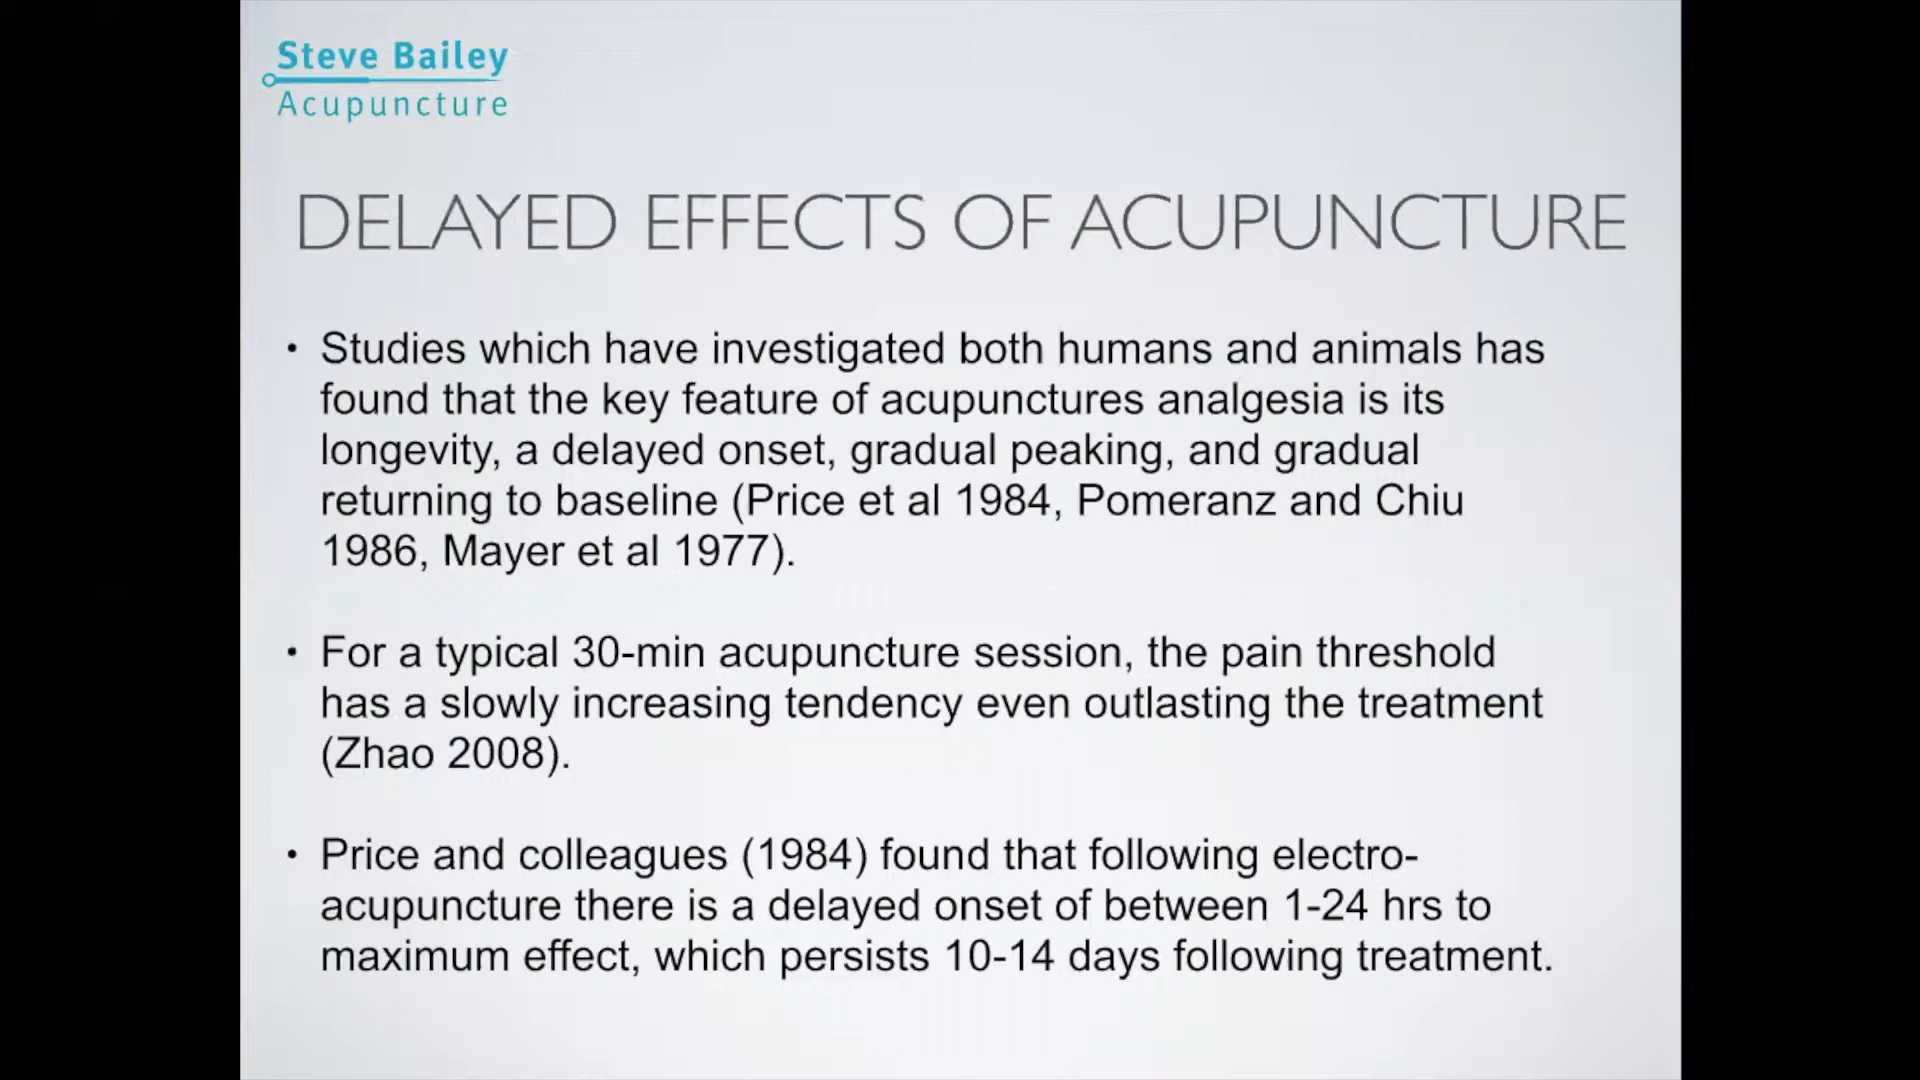 Steve Bailey
Acupuncture
DELAYED EFFECTS OF ACUPUNCTURE
• Studies which have investigated both humans and animals has
found that the key feature of acupunctures analgesia is its
longevity, a delayed onset, gradual peaking, and gradual
returning to baseline (Price et al 1984, Pomeranz and Chiu
1986, Mayer et al 1977).
• For a typical 30-min acupuncture session, the pain threshold
has a slowly increasing tendency even outlasting the treatment
(Zhao 2008).
• Price and colleagues (1984) found that following electro-
acupuncture there is a delayed onset of between 1-24 hrs to
maximum effect, which persists 10-14 days following treatment.